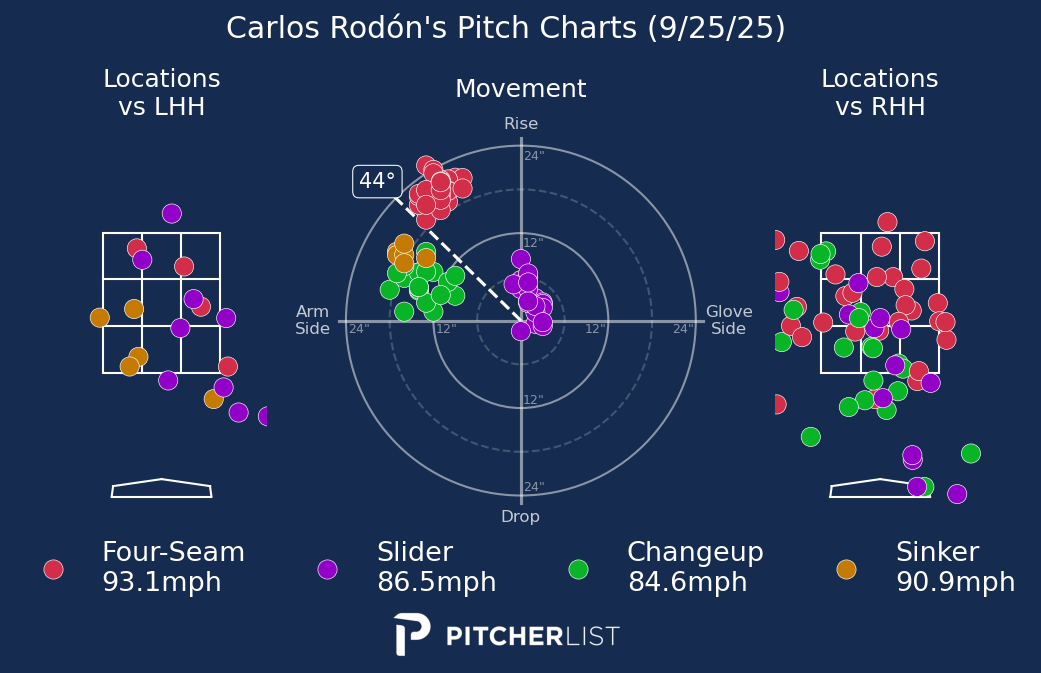 Carlos Rodón's Pitch Charts (9/25/25)
Locations
vs LHH
Movement
Locations
vs RHH
Rise
24"
44°
12"
Arm
Side
24"
12"
12"
24"
Glove
Side
12"
24"
Drop
Four-Seam
93.1mph
Slider
86.5mph
Changeup
84.6mph
Sinker
90.9mph
PITCHERLIST